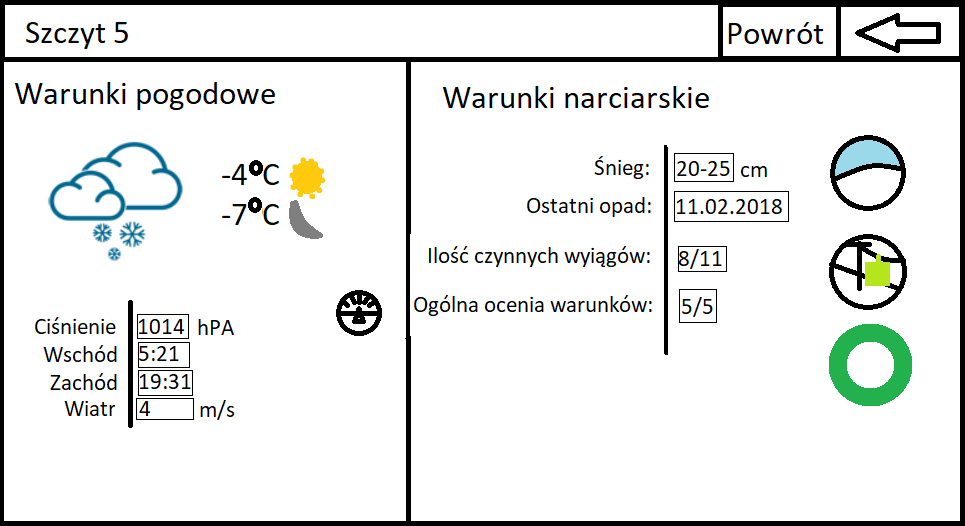 Szczyt 5
Powrót
Warunki pogodowe
-4°C
-7°C
Ciśnienie 1014 hPA
Wschód 5:21
Zachód 19:31
Wiatr 4 m/s
Warunki narciarskie
Śnieg: 20-25 cm
Ostatni opad: 11.02.2018
Ilość czynnych wyiągów: 8/11
Ogólna ocenia warunków: 5/5